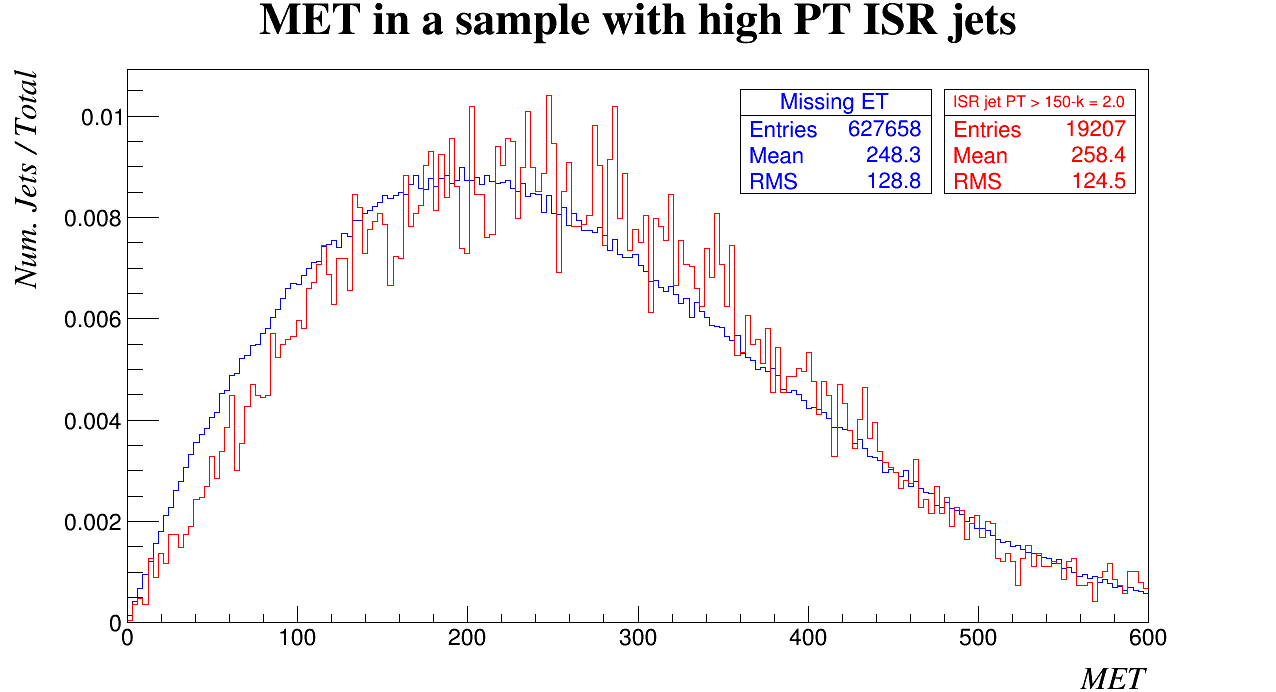 MET in a sample with high PT ISR jets
Num. Jets / Total
Missing ET
Entries 627658
Mean 248.3
RMS 128.8
ISR jet PT > 150-k = 2.0
Entries 19207
Mean 258.4
RMS 124.5
0.01
0.008
0.006
0.004
0.002
0
0 100 200 300 400 500 600
MET